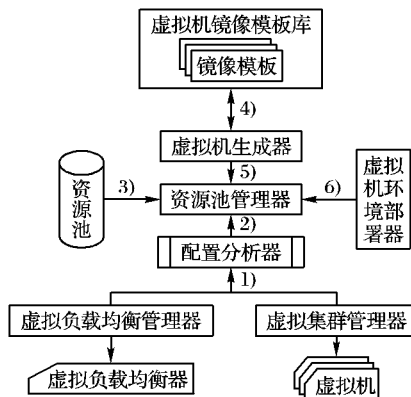 虚拟机镜像模板库
镜像模板
4)
虚拟机生成器
5)
资源池
3)
资源池管理器
6)
虚拟机环境部署器
2)
配置分析器
1)
虚拟负载均衡管理器
虚拟集群管理器
虚拟负载均衡器
虚拟机